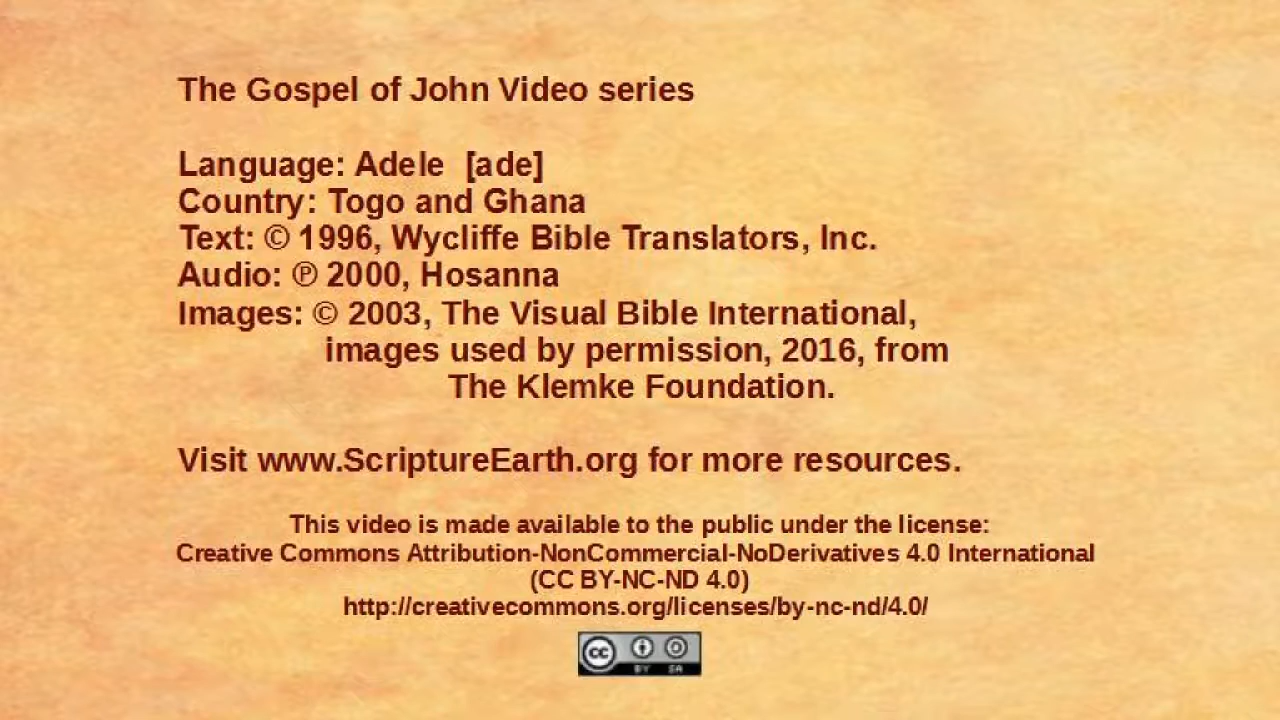 The Gospel of John Video series
Language: Adele [ade]
Country: Togo and Ghana
Text: © 1996, Wycliffe Bible Translators, Inc.
Audio: ℗ 2000, Hosanna
Images: © 2003, The Visual Bible International,
images used by permission, 2016, from
The Klemke Foundation.
Visit www.ScriptureEarth.org for more resources.
This video is made available to the public under the license:
Creative Commons Attribution-NonCommercial-NoDerivatives 4.0 International
(CC BY-NC-ND 4.0)
http://creativecommons.org/licenses/by-nc-nd/4.0/
cc BY SA